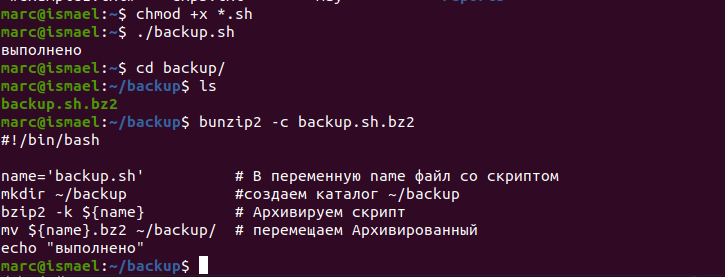 marc@ismael:~$ chmod +x *.sh
marc@ismael:~$ ./backup.sh
выполнено
marc@ismael:~$ cd backup/
marc@ismael:~/backup$ ls
backup.sh.bz2
marc@ismael:~/backup$ bunzip2 -c backup.sh.bz2
#!/bin/bash

name='backup.sh'         # В переменную name файл со скриптом
mkdir ~/backup           #создаем каталог ~/backup
bzip2 -k ${name}         # Архивируем скрипт
mv ${name}.bz2 ~/backup/  # перемещаем Архивированный
echo "выполнено"
marc@ismael:~/backup$